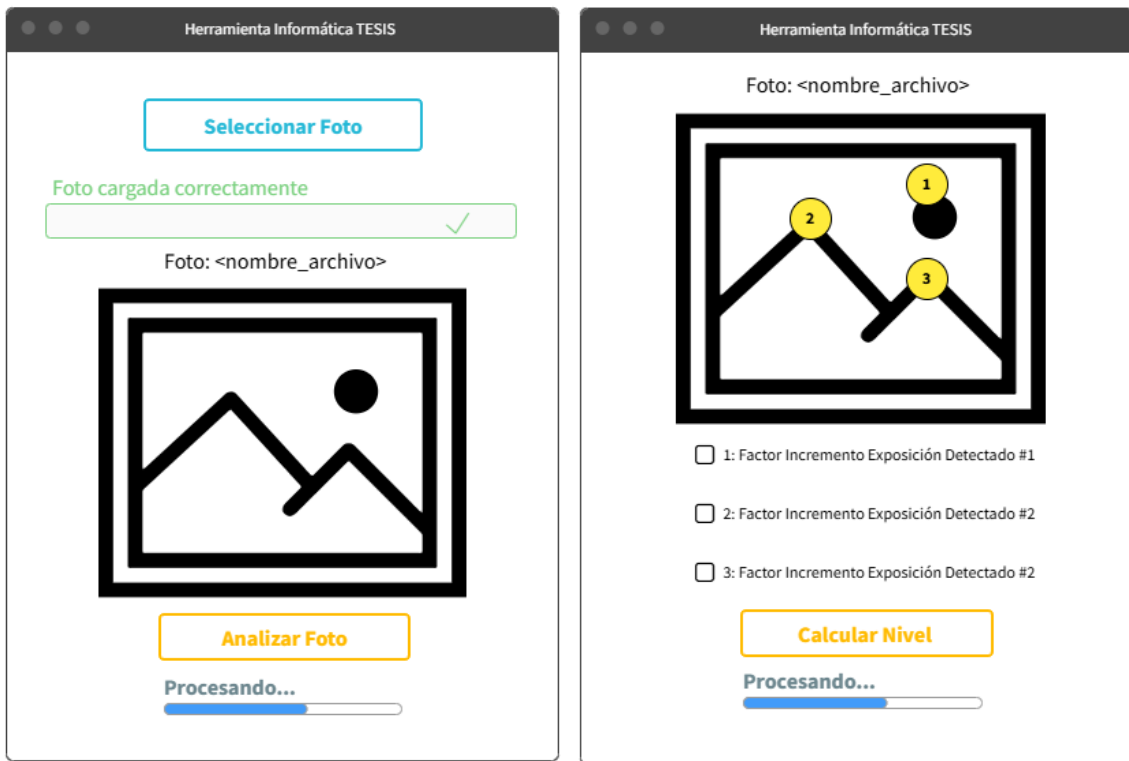 Herramienta Informática TESIS
Seleccionar Foto
Foto cargada correctamente
Foto: <nombre_archivo>
Analizar Foto
Procesando...
Herramienta Informática TESIS
Foto: <nombre_archivo>
1
2
3
1: Factor Incremento Exposición Detectado #1
2: Factor Incremento Exposición Detectado #2
3: Factor Incremento Exposición Detectado #2
Calcular Nivel
Procesando...